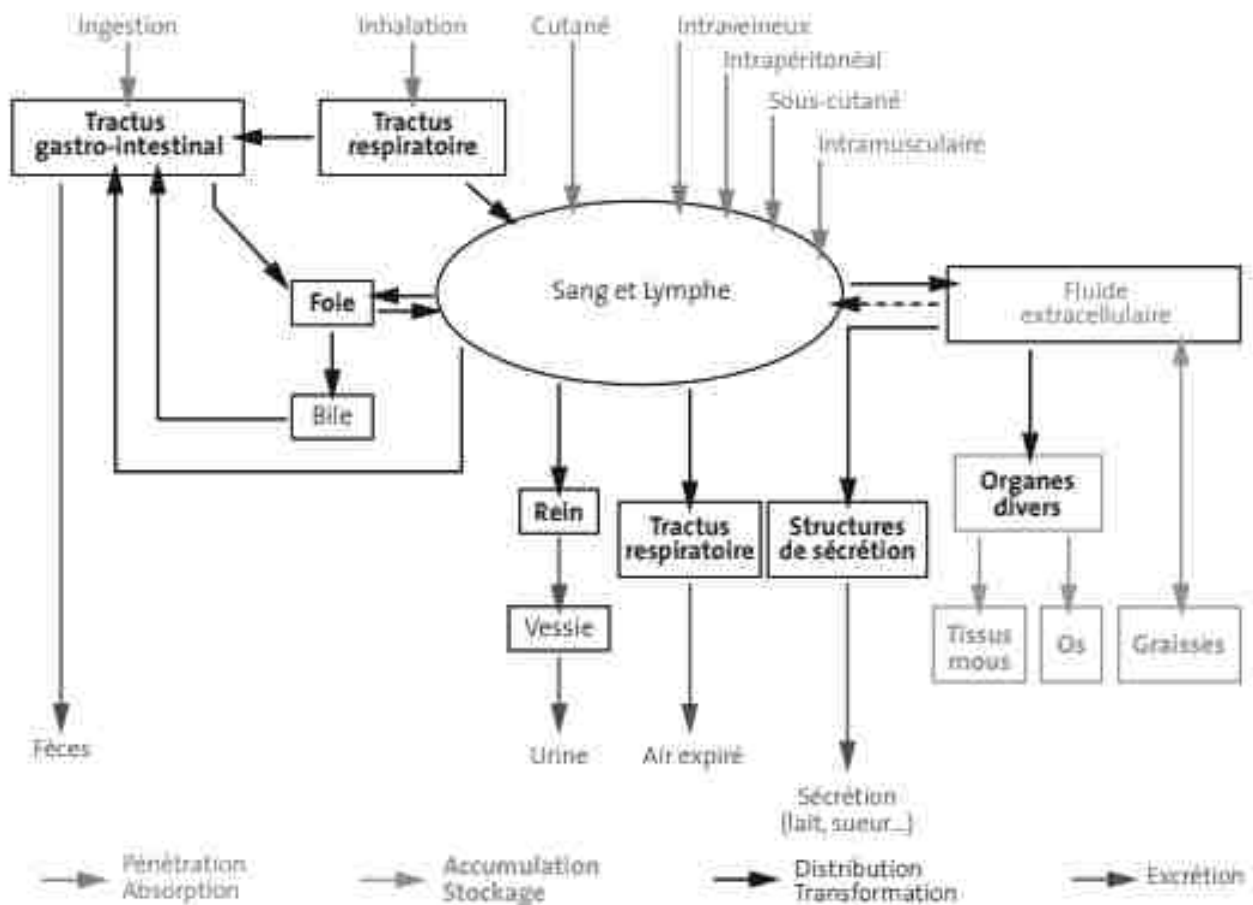 Ingestion
Inhalation
Cutané
Intraveineux
Intrapéritonéal
Sous-cutané
Intramusculaire
Tractus
gastro-intestinal
Tractus
respiratoire
Sang et Lymphe
Foie
Bile
Fluide
extracellulaire
Rein
Vessie
Tractus
respiratoire
Structures
de sécrétion
Organes
divers
Tissus
mous
Os
Graisses
Fèces
Urine
Air expiré
Sécrétion
(lait, sueur...)
Pénétration
Absorption
Accumulation
Stockage
Distribution
Transformation
Excrétion